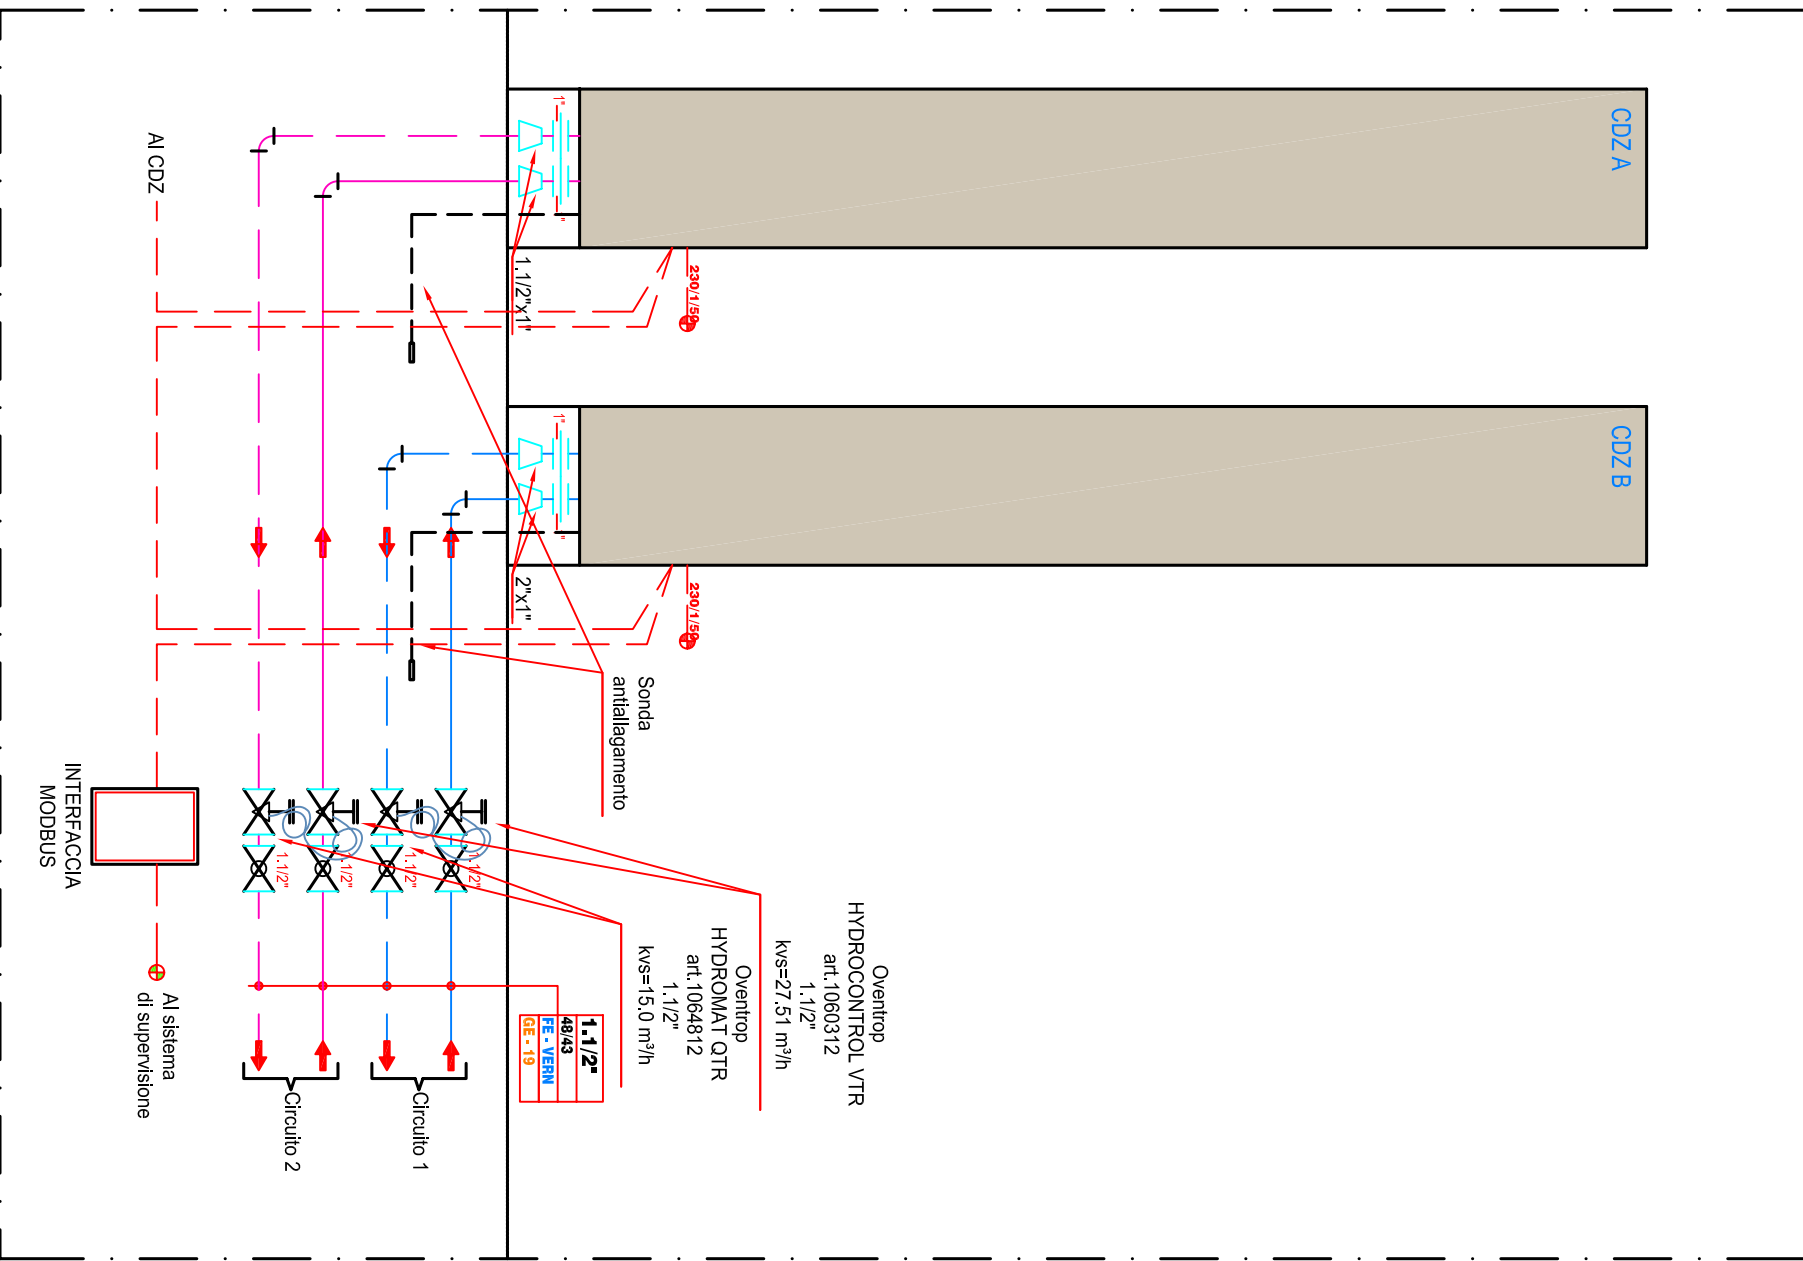 CDZ A
CDZ B
230/1/50
230/1/50
1"
1"
1.1/2"x1"
1"
1"
2"x1"
Al CDZ
Sonda
antiallagamento
Oventrop
HYDROCONTROL VTR
art.1060312
1.1/2"
kvs=27.51 m³/h
Oventrop
HYDROMAT QTR
art.1064812
1.1/2"
kvs=15.0 m³/h
1.1/2"
1.1/2"
1.1/2"
1.1/2"
1.1/2"
48/43
FE - VERN
GE - 19
Circuito 1
Circuito 2
INTERFACCIA
MODBUS
Al sistema
di supervisione